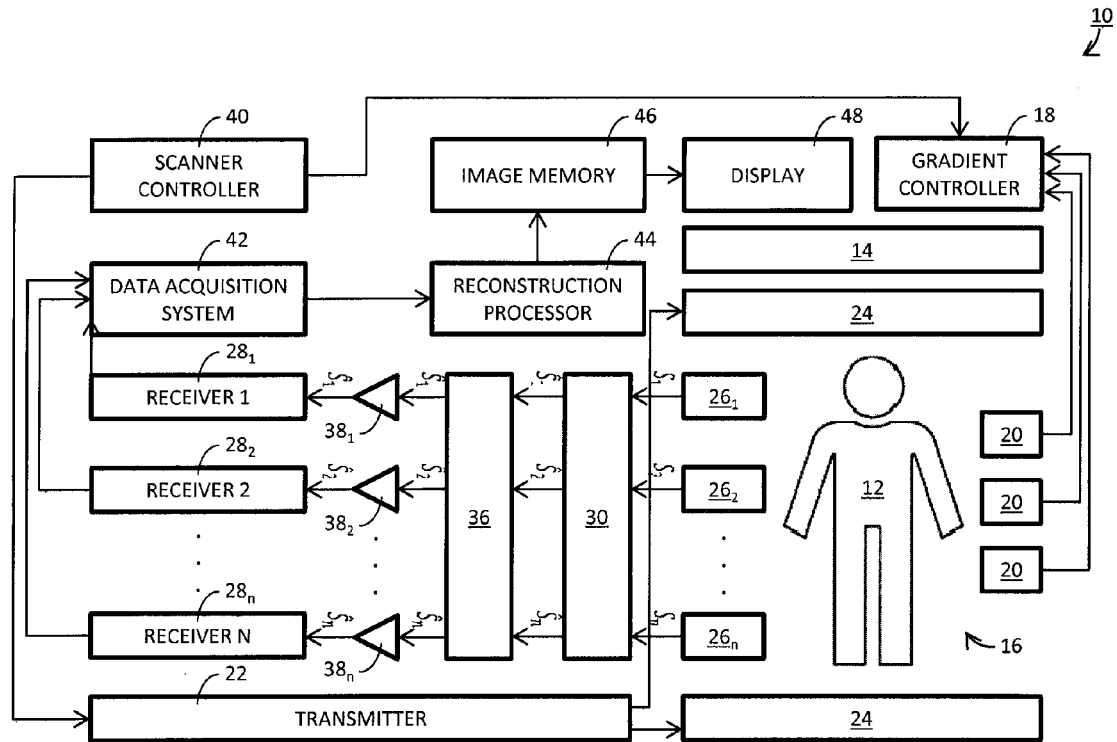 10
40
46
48
18
SCANNER
CONTROLLER
IMAGE MEMORY
DISPLAY
GRADIENT
CONTROLLER
42
44
14
DATA ACQUISITION
SYSTEM
RECONSTRUCTION
PROCESSOR
24
28₁
RECEIVER 1
38₁
26₁
28₂
RECEIVER 2
38₂
36
30
26₂
12
20
20
20
28ₙ
RECEIVER N
38ₙ
26ₙ
16
22
TRANSMITTER
24